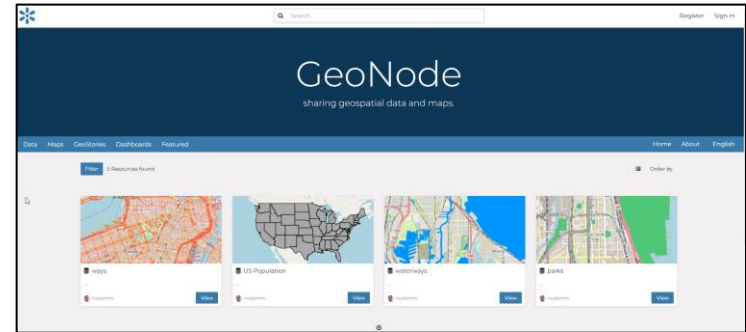 Search
Register Sign in
GeoNode
sharing geospatial data and maps.
Data Maps GeoStories Dashboards Featured
Home About English
Filter 5 Resources found
Order by
ways US Population waterways parks
View View View View